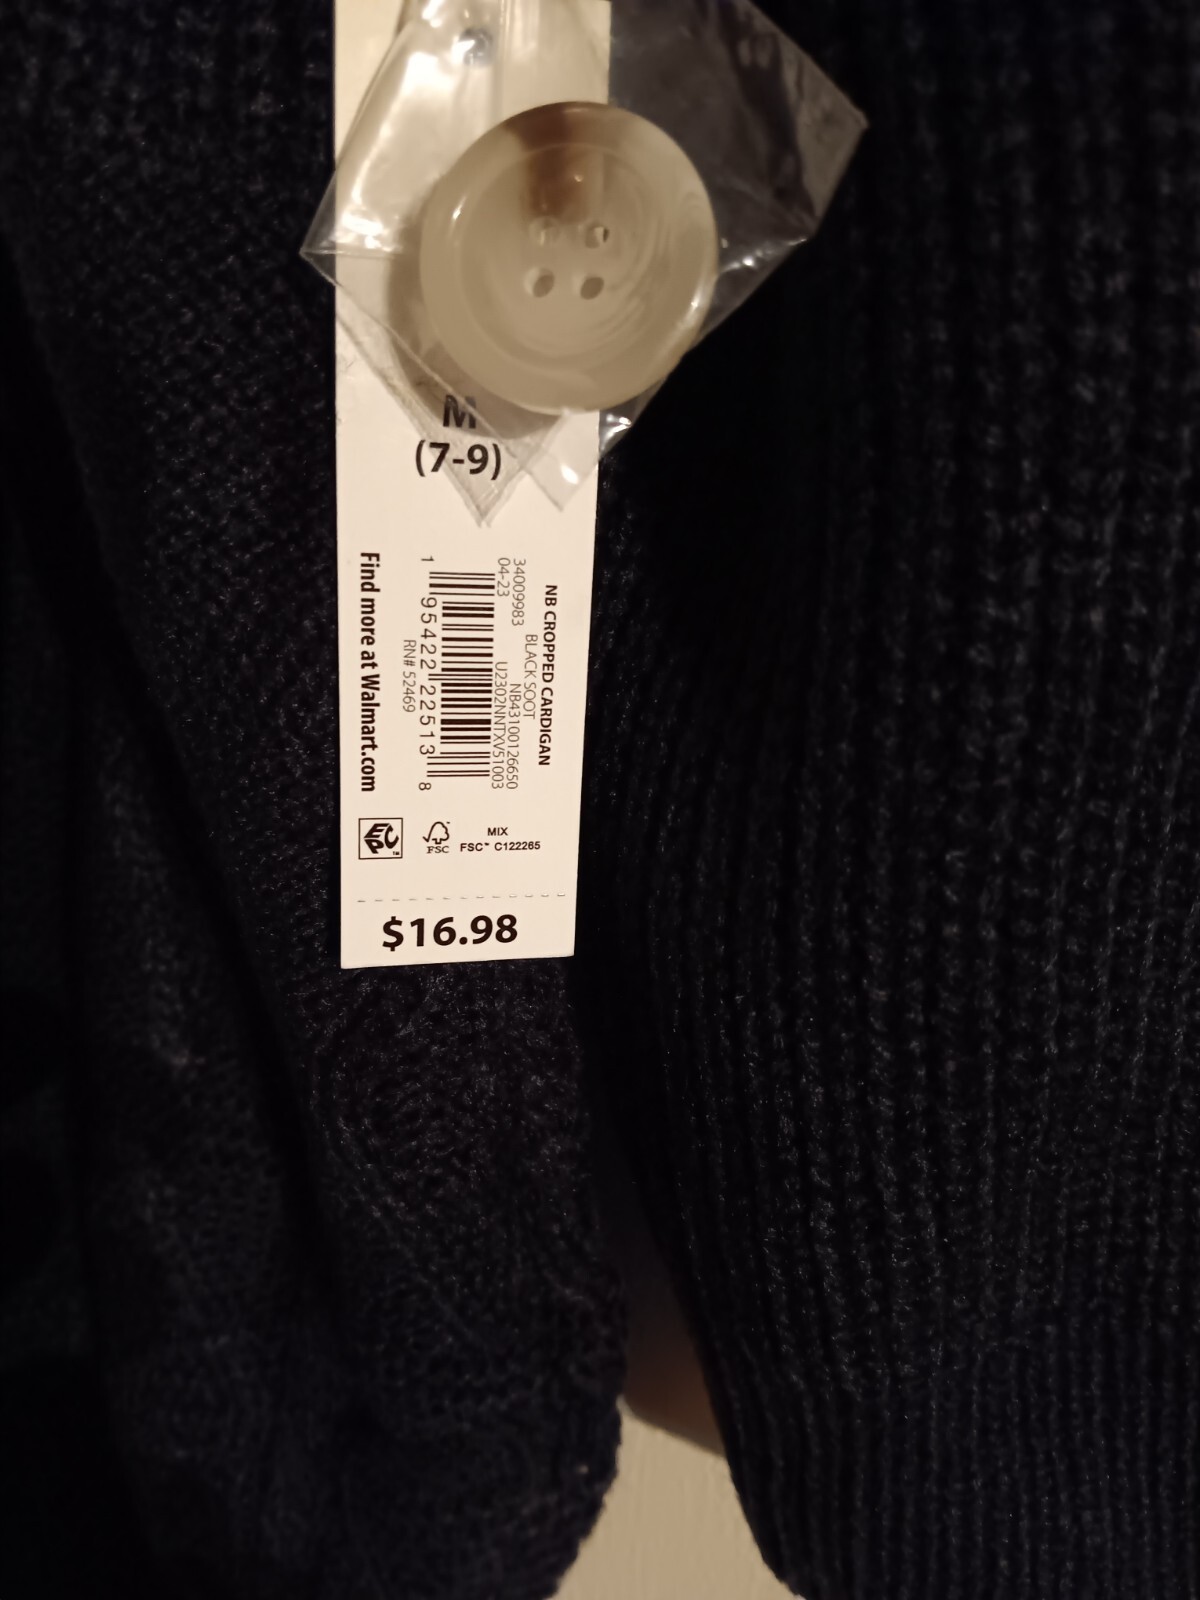 M
(7-9)
NB CROPPED CARDIGAN
BLACK SOOT
34009983 NB43100126650
04-23 U2302NNTXV51003
1 95422 22513 8
RN# 52469
Find more at Walmart.com
MIX
FSC™ C122265
FSC
$16.98